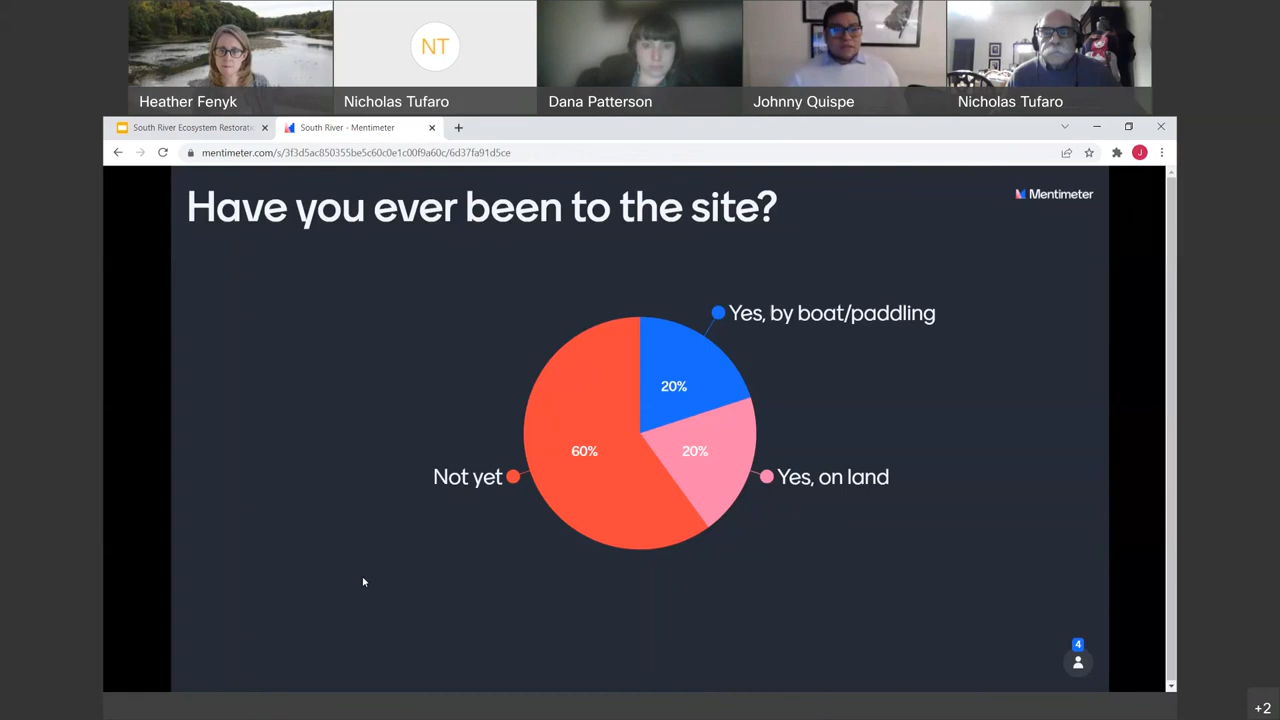 NT
Heather Fenyk
Nicholas Tufaro
Dana Patterson
Johnny Quispe
Nicholas Tufaro
South River Ecosystem Restorati
South River - Mentimeter
mentimeter.com/s/3f3d5ac850355be5c60c0e1c00f9a60c/6d37fa91d5ce
J
Have you ever been to the site?
Mentimeter
Yes, by boat/paddling
20%
60%
20%
Not yet
Yes, on land
4
+2